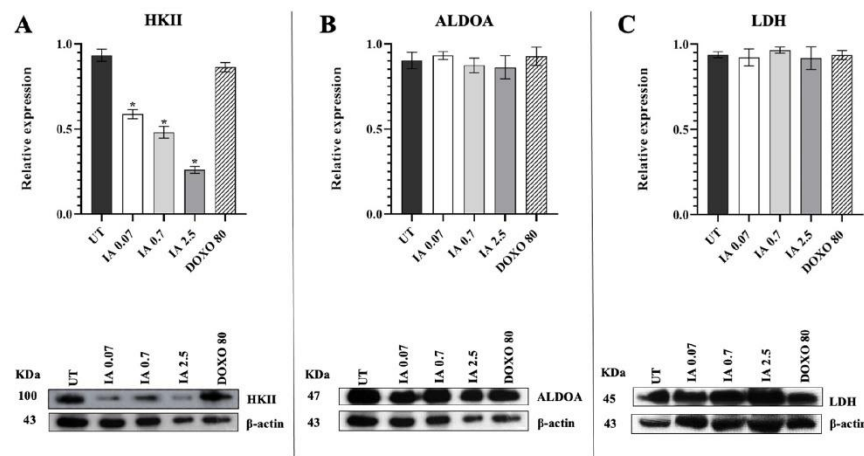 A HKII
Relative expression
1.0
0.5
0.0
* * *
UT IA 0.07 IA 0.7 IA 2.5 DOXO 80
KDa UT IA 0.07 IA 0.7 IA 2.5 DOXO 80
100 HKII
43 β-actin
B ALDOA
Relative expression
1.0
0.5
0.0
UT IA 0.07 IA 0.7 IA 2.5 DOXO 80
KDa UT IA 0.07 IA 0.7 IA 2.5 DOXO 80
47 ALDOA
43 β-actin
C LDH
Relative expression
1.0
0.5
0.0
UT IA 0.07 IA 0.7 IA 2.5 DOXO 80
KDa UT IA 0.07 IA 0.7 IA 2.5 DOXO 80
45 LDH
43 β-actin